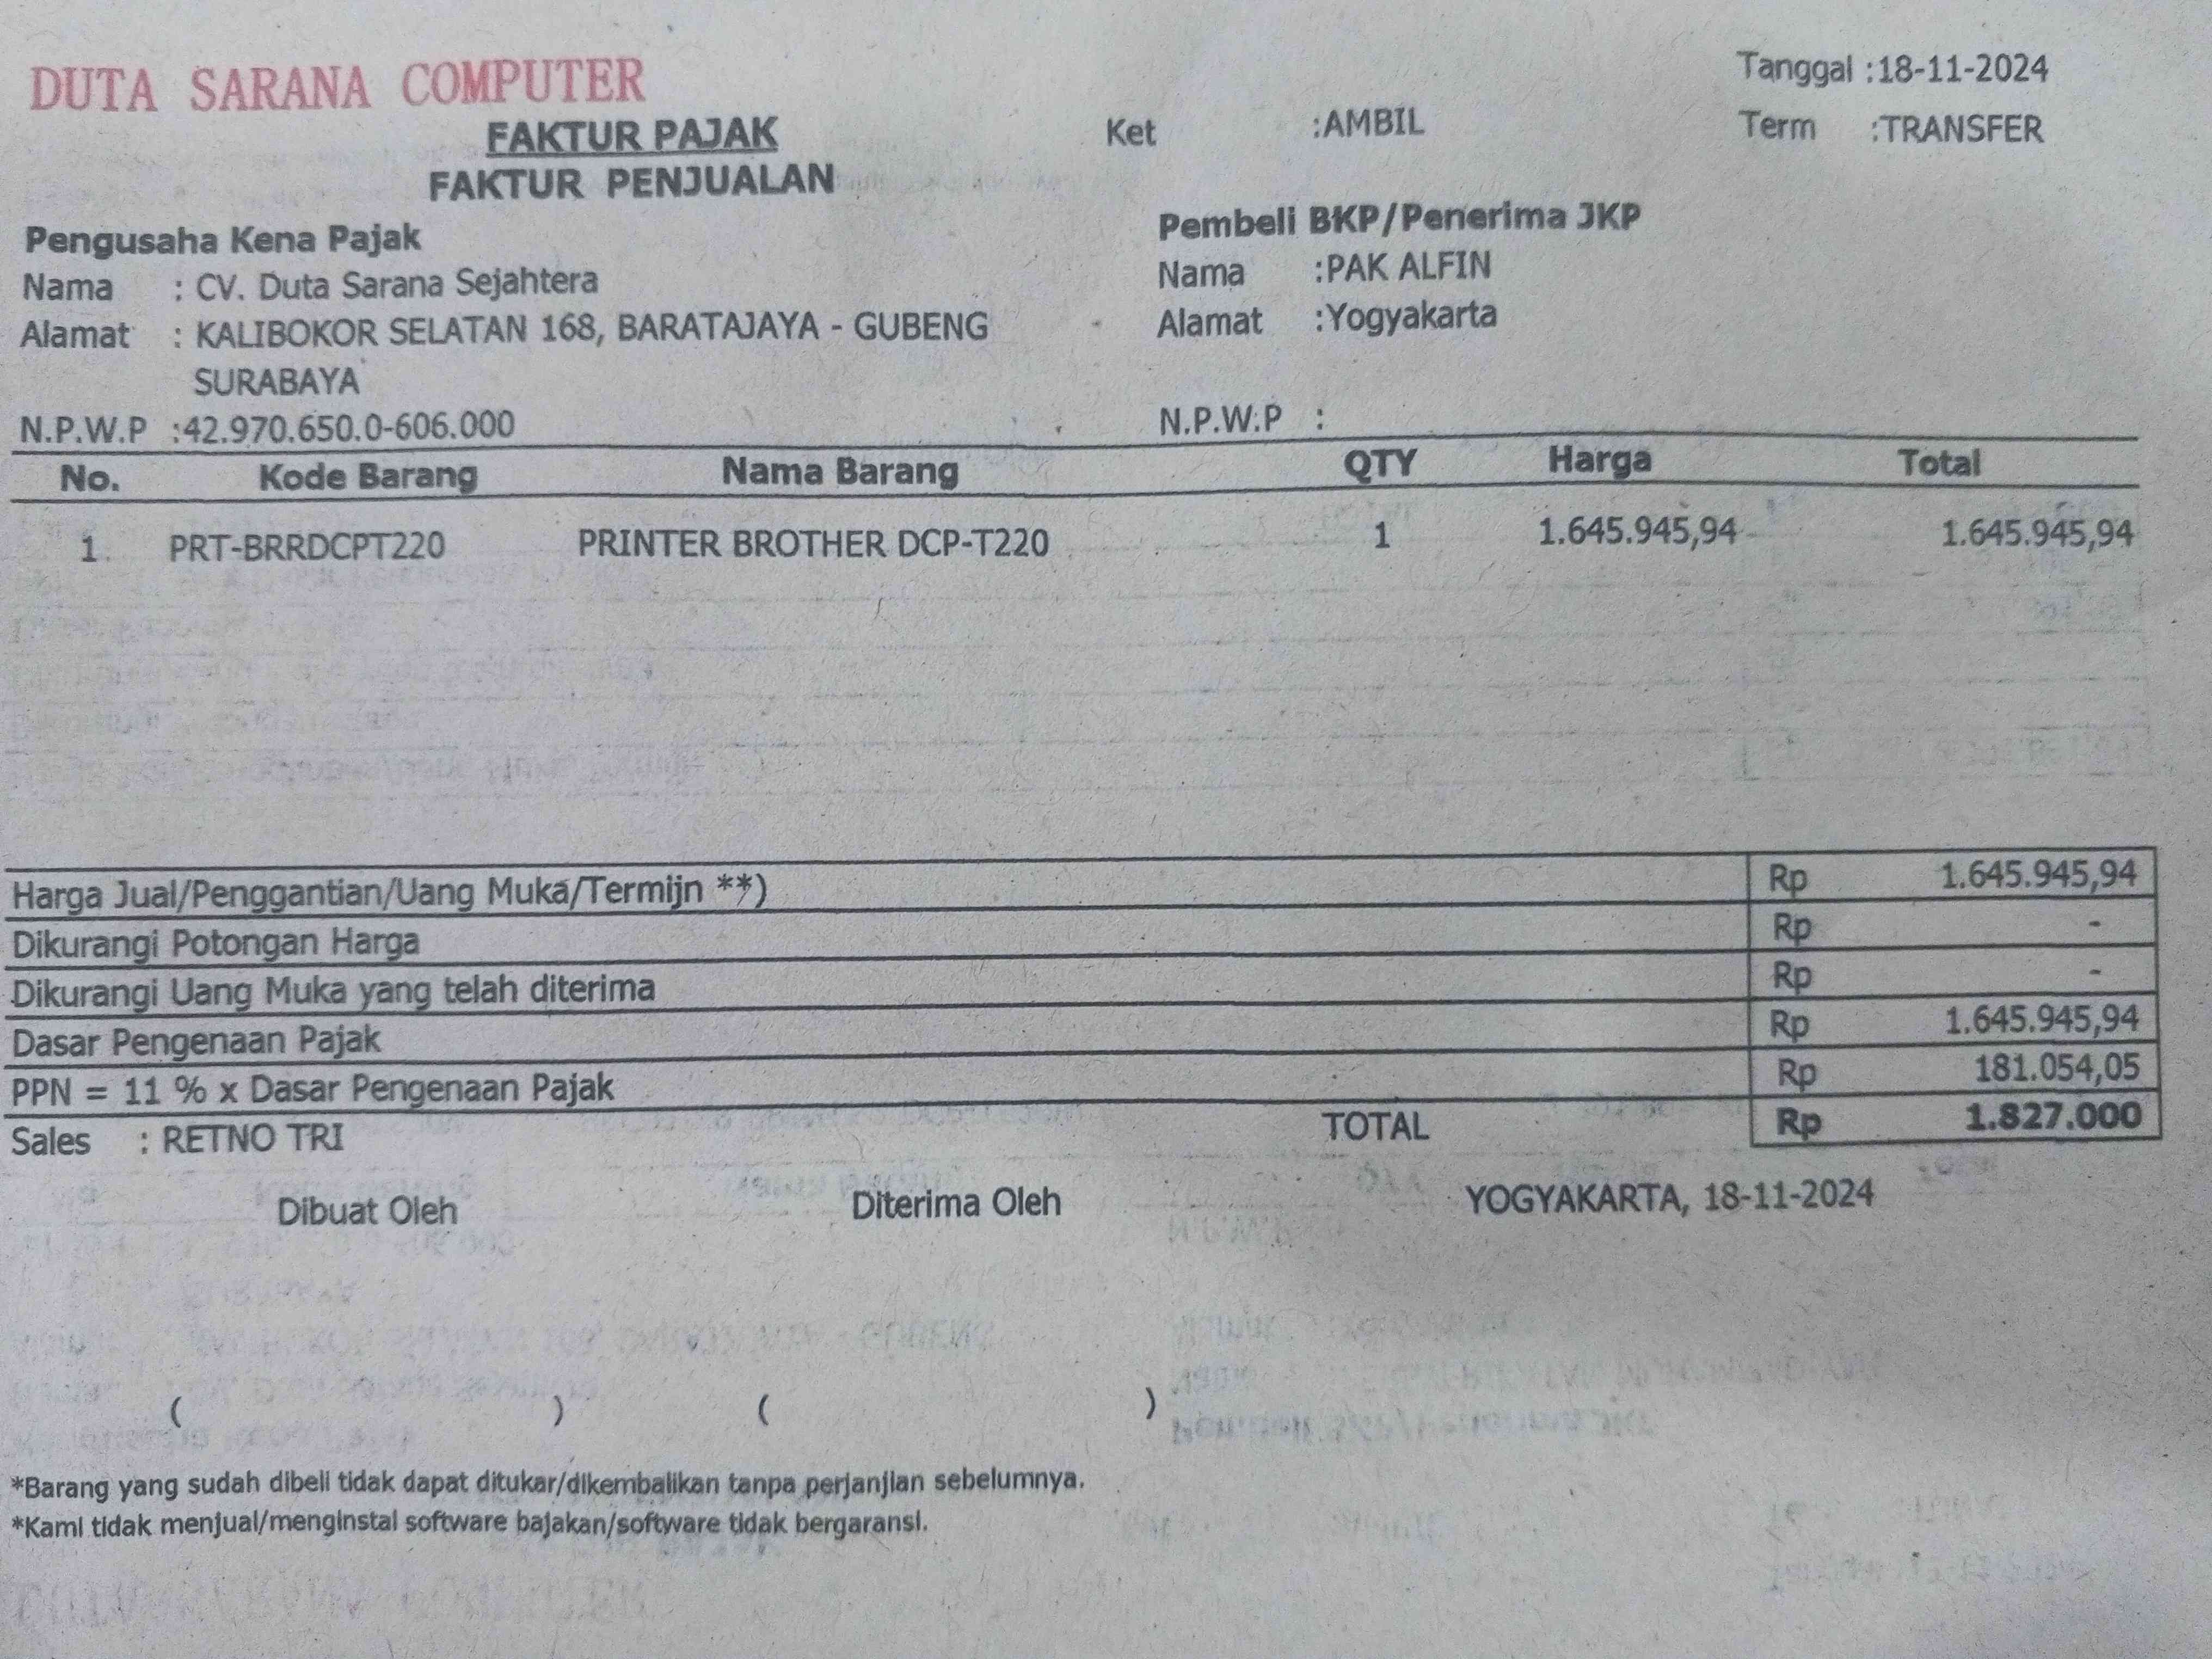 DUTA SARANA COMPUTER
Tanggal :18-11-2024
FAKTUR PAJAK
Ket :AMBIL
Term :TRANSFER
FAKTUR PENJUALAN
Pengusaha Kena Pajak
Nama : CV. Duta Sarana Sejahtera
Alamat : KALIBOKOR SELATAN 168, BARATAJAYA - GUBENG
SURABAYA
N.P.W.P :42.970.650.0-606.000
Pembeli BKP/Penerima JKP
Nama :PAK ALFIN
Alamat :Yogyakarta
N.P.W.P :
No. Kode Barang Nama Barang QTY Harga Total
1 PRT-BRRDCPT220 PRINTER BROTHER DCP-T220 1 1.645.945,94 1.645.945,94
Harga Jual/Penggantian/Uang Muka/Termijn **) Rp 1.645.945,94
Dikurangi Potongan Harga Rp -
Dikurangi Uang Muka yang telah diterima Rp -
Dasar Pengenaan Pajak Rp 1.645.945,94
PPN = 11 % x Dasar Pengenaan Pajak Rp 181.054,05
Sales : RETNO TRI TOTAL Rp 1.827.000
Dibuat Oleh Diterima Oleh YOGYAKARTA, 18-11-2024
( ) ( )
*Barang yang sudah dibeli tidak dapat ditukar/dikembalikan tanpa perjanjian sebelumnya.
*Kami tidak menjual/menginstal software bajakan/software tidak bergaransi.